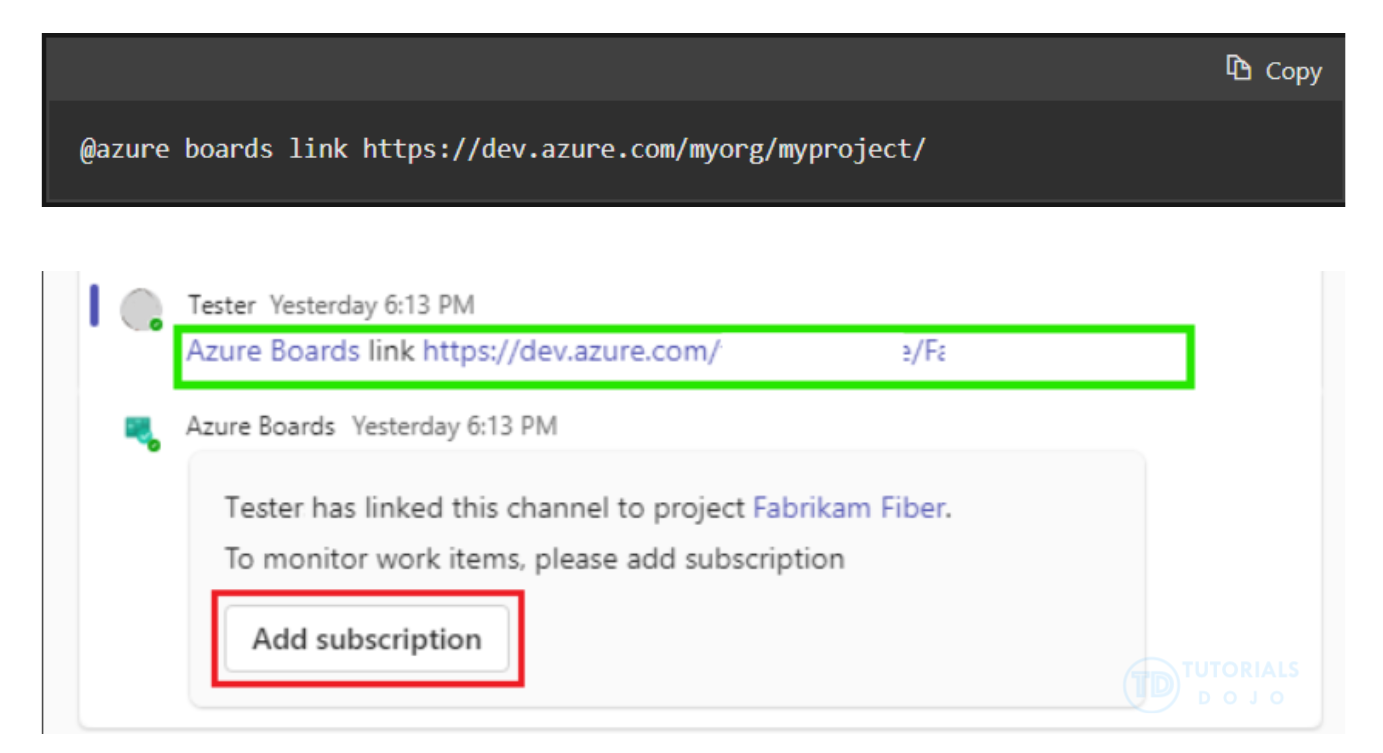 Copy
@azure boards link https://dev.azure.com/myorg/myproject/
Tester Yesterday 6:13 PM
Azure Boards link https://dev.azure.com/ e/Fa
Azure Boards Yesterday 6:13 PM
Tester has linked this channel to project Fabrikam Fiber.
To monitor work items, please add subscription
Add subscription
TD TUTORIALS
DOJO